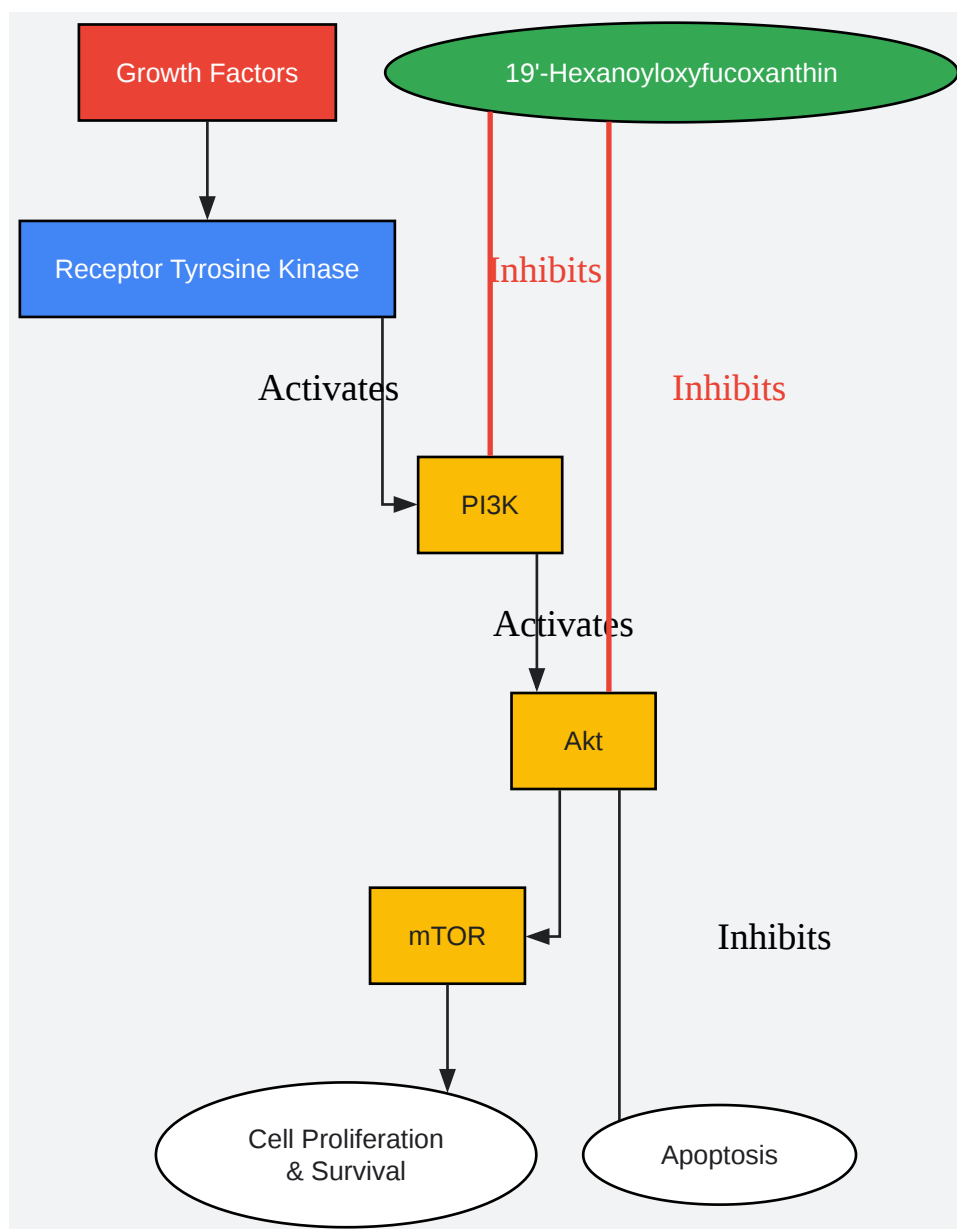 Growth Factors
19'-Hexanoyloxyfucoxanthin
Receptor Tyrosine Kinase
Inhibits
Activates
Inhibits
PI3K
Activates
Akt
mTOR
Inhibits
Cell Proliferation
& Survival
Apoptosis